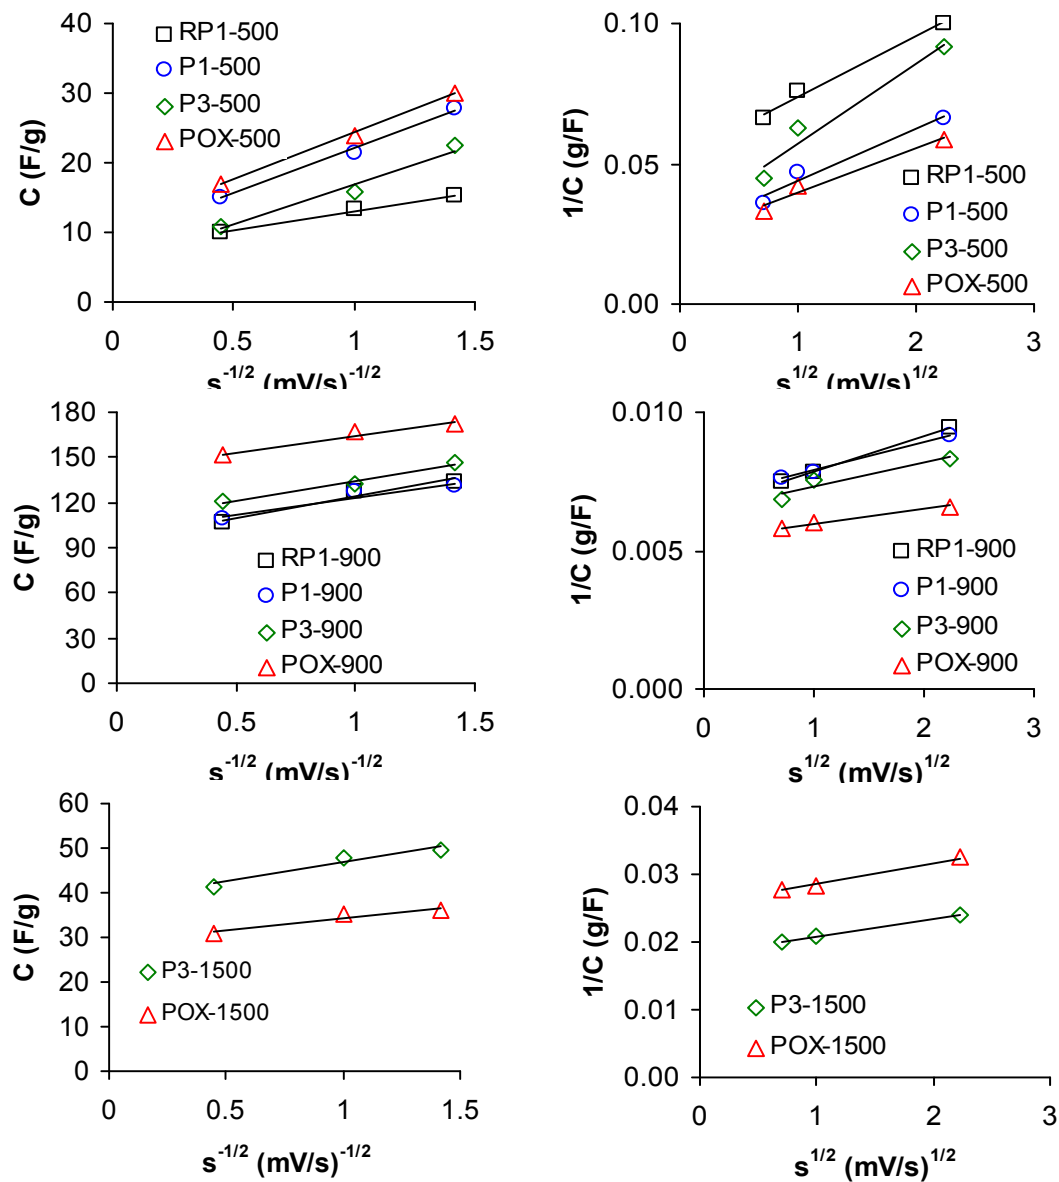 40
30
20
10
0
C (F/g)
RP1-500
P1-500
P3-500
POX-500
0 0.5 1 1.5
s-1/2 (mV/s)-1/2
0.10
0.05
0.00
1/C (g/F)
RP1-500
P1-500
P3-500
POX-500
0 1 2 3
s1/2 (mV/s)1/2
180
150
120
90
60
30
0
C (F/g)
RP1-900
P1-900
P3-900
POX-900
0 0.5 1 1.5
s-1/2 (mV/s)-1/2
0.010
0.005
0.000
1/C (g/F)
RP1-900
P1-900
P3-900
POX-900
0 1 2 3
s1/2 (mV/s)1/2
60
50
40
30
20
10
0
C (F/g)
P3-1500
POX-1500
0 0.5 1 1.5
s-1/2 (mV/s)-1/2
0.04
0.03
0.02
0.01
0.00
1/C (g/F)
P3-1500
POX-1500
0 1 2 3
s1/2 (mV/s)1/2